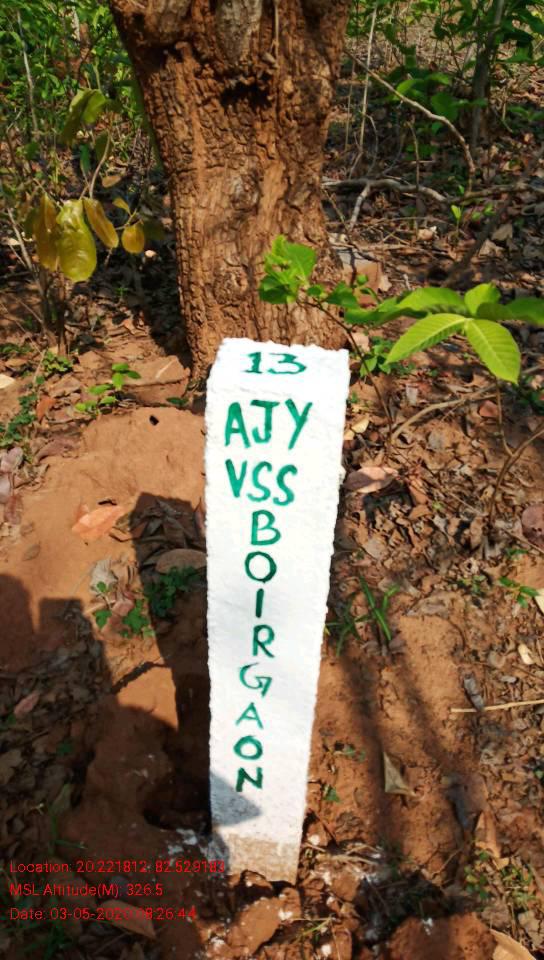 13
AJY
VSS
BOIRGAON
Location: 20.221812, 82.529183
MSL Altitude(M): 326.5
Date: 03-05-2020 08:26:44